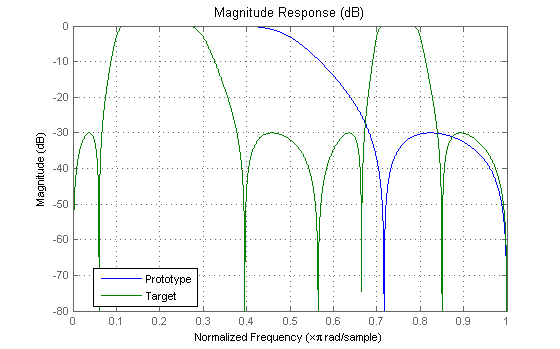 Magnitude Response (dB)
0
-10
-20
-30
-40
-50
-60
-70
-80
Magnitude (dB)
Prototype
Target
0 0.1 0.2 0.3 0.4 0.5 0.6 0.7 0.8 0.9 1
Normalized Frequency (×π rad/sample)